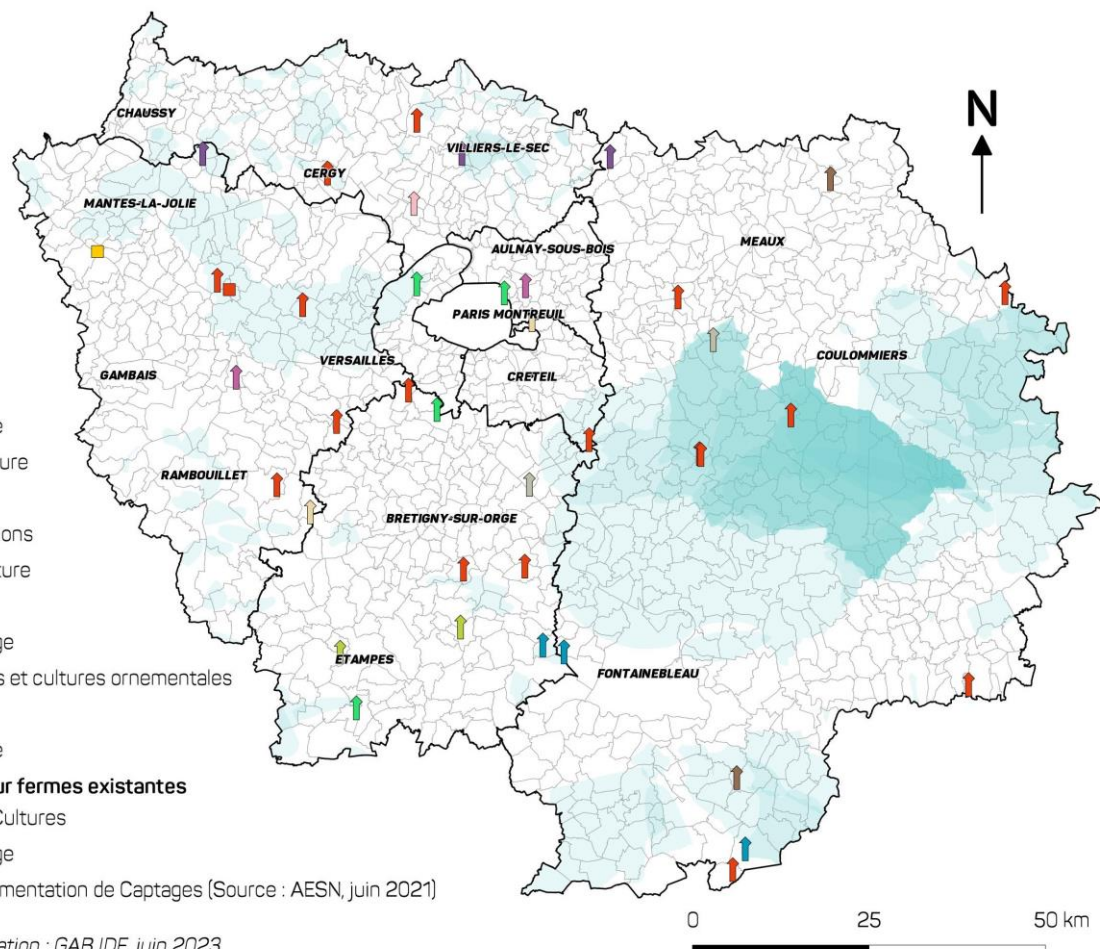 N
CHAUSSY
VILLIERS-LE-SEC
CERGY
MANTES-LA-JOLIE
MEAUX
AULNAY-SOUS-BOIS
PARIS MONTREUIL
VERSAILLES
COULOMMIERS
GAMBAIS
CRETEIL
RAMBOUILLET
BRETIGNY-SUR-ORGE
ETAMPES
FONTAINEBLEAU
e
ure
ons
ture
ge
s et cultures ornementales
e
ur fermes existantes
Cultures
ge
mentation de Captages (Source : AESN, juin 2021)
ation : GAB IDF, juin 2023
0 25 50 km